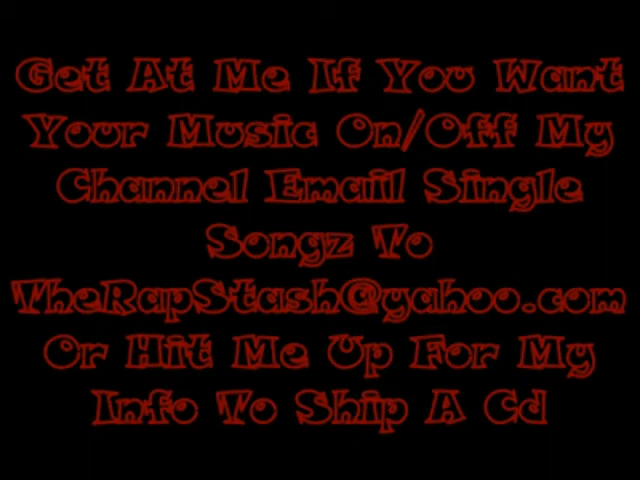 Get At Me If You Want
Your Music On/Off My
Channel Email Single
Songz To
TheRapStash@yahoo.com
Or Hit Me Up For My
Info To Ship A Cd